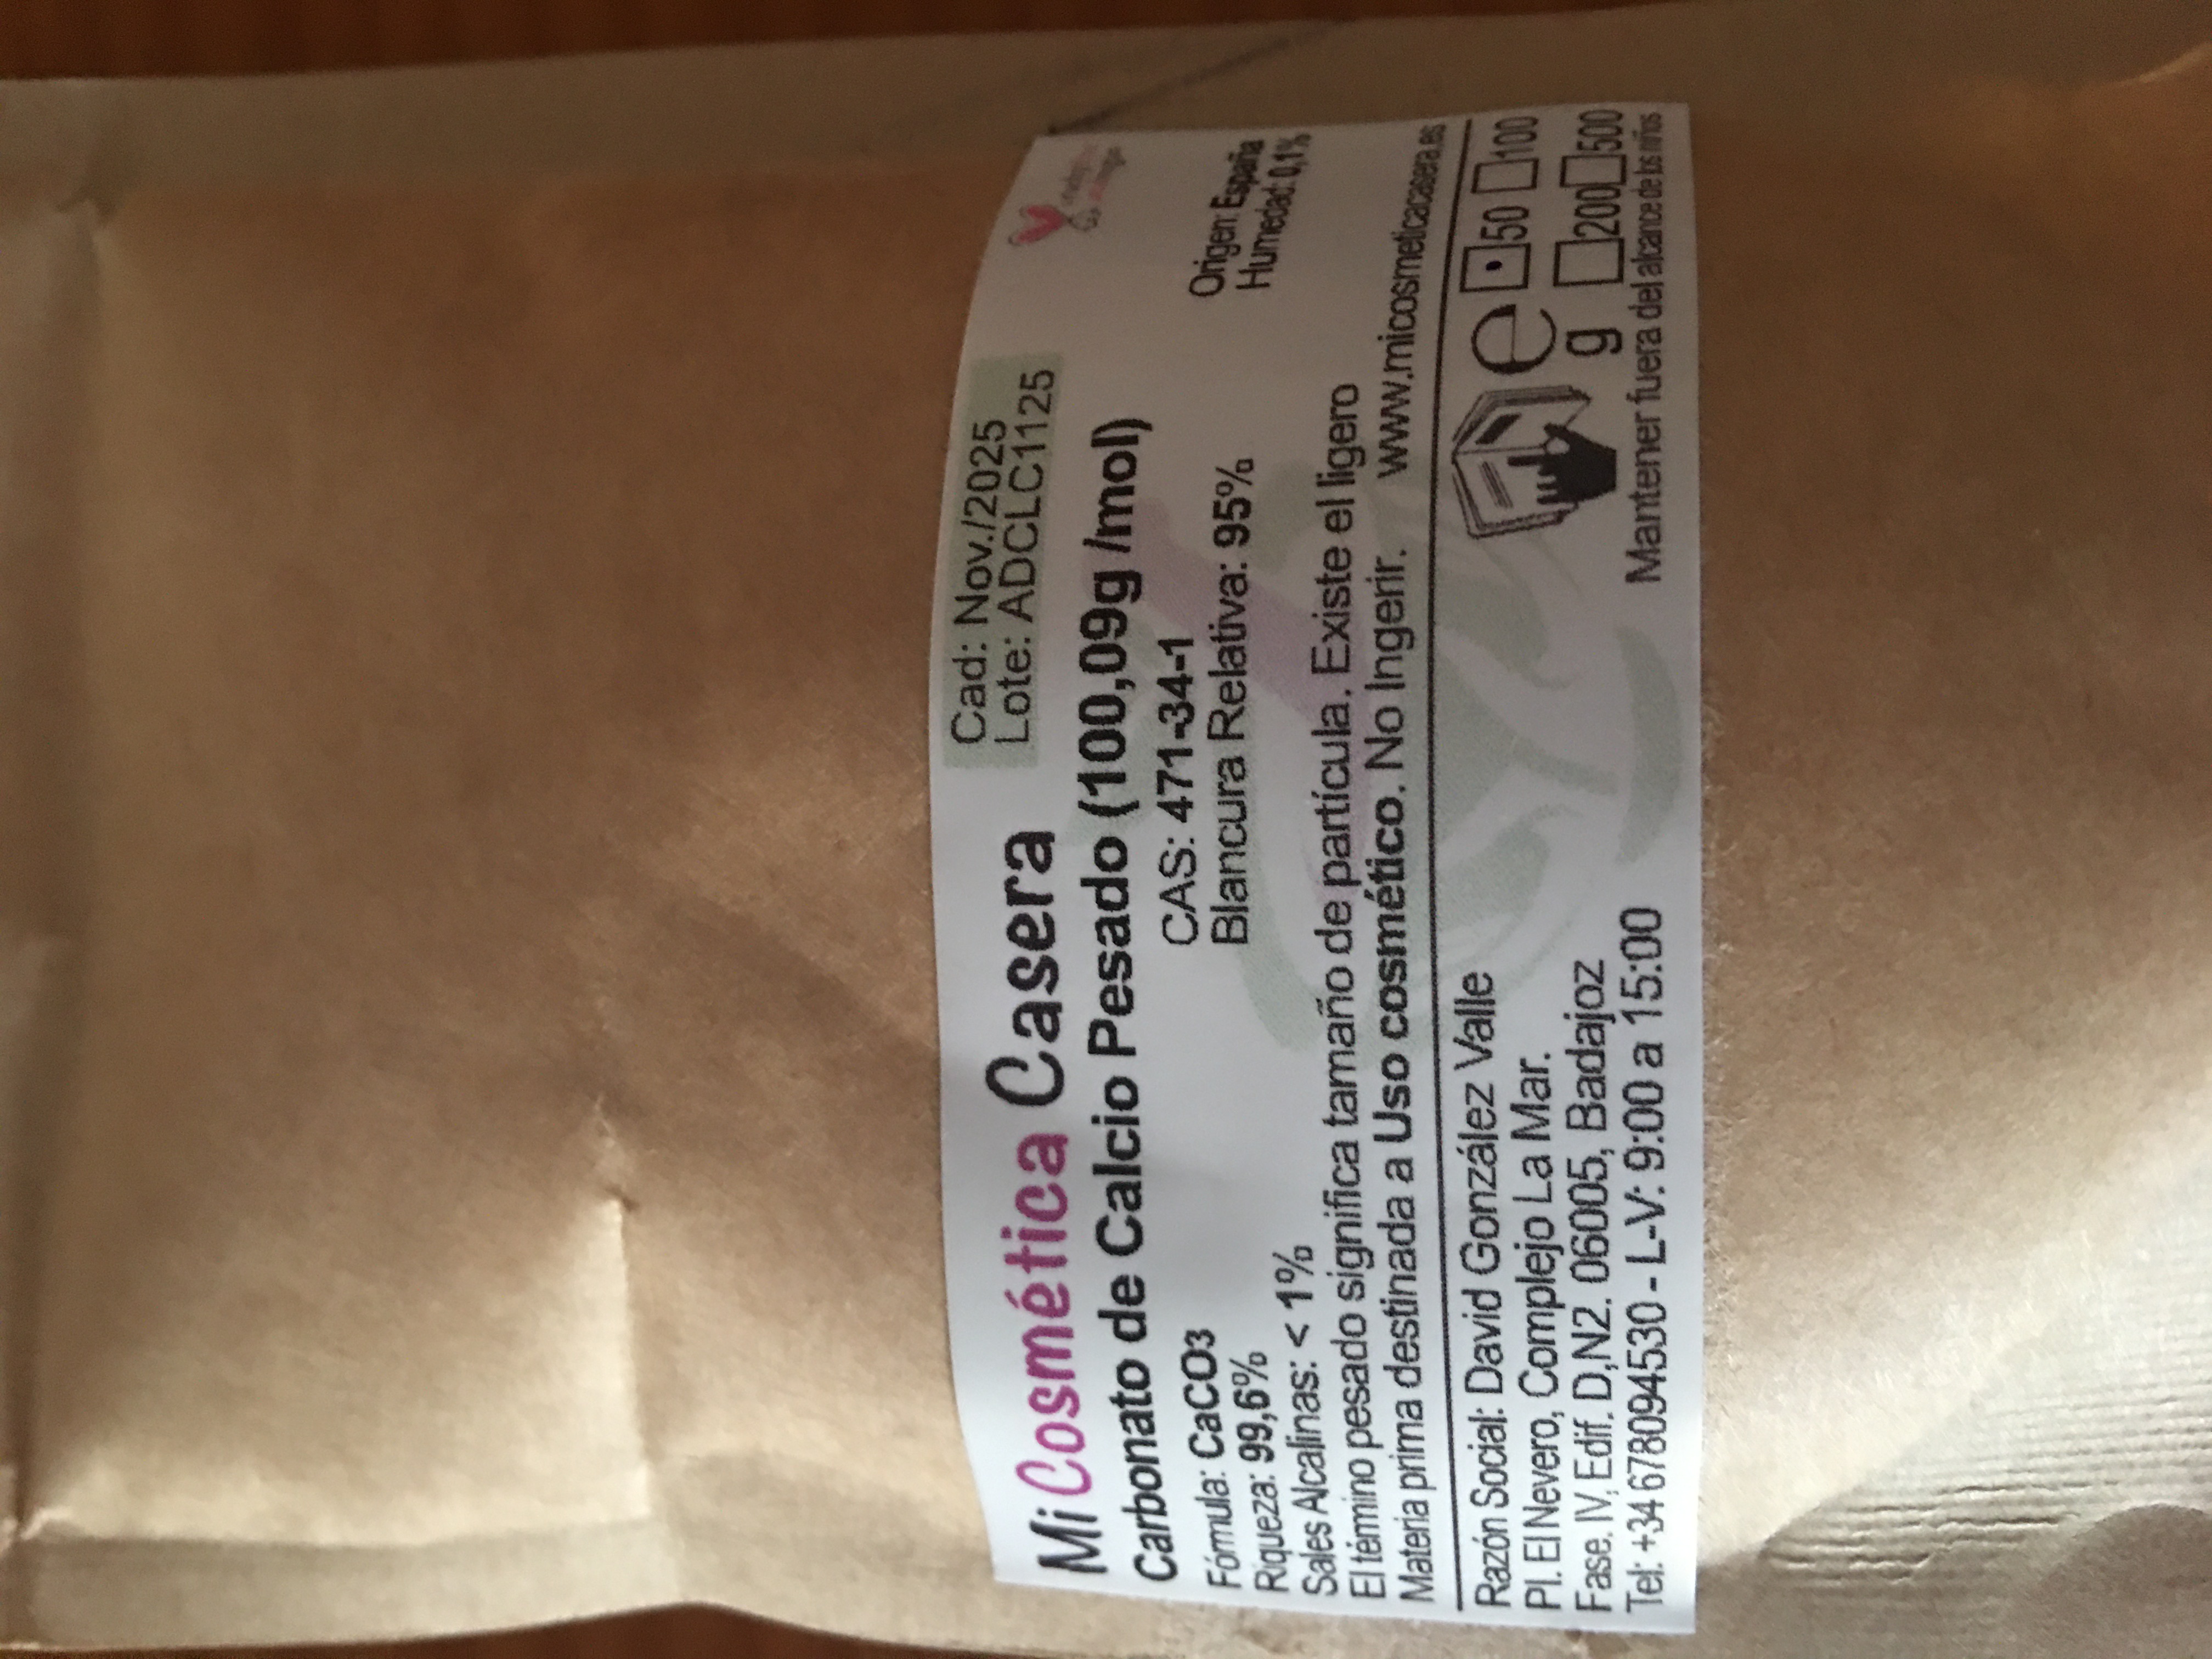 Mi Cosmética Casera
Cad: Nov./2025
Lote: ADCLC1125
Carbonato de Calcio Pesado (100,09g /mol)
Fórmula: CaCO3
CAS: 471-34-1
Riqueza: 99,6%
Blancura Relativa: 95%
Origen: España
Humedad: 0,1%
Sales Alcalinas: < 1%
El término pesado significa tamaño de partícula. Existe el ligero
Materia prima destinada a Uso cosmético. No Ingerir. www.micosmeticacasera.es
Razón Social: David González Valle
Pl. El Nevero, Complejo La Mar.
Fase. IV, Edif. D,N2. 06005, Badajoz
Tel: +34 678094530 - L-V: 9:00 a 15:00
e 50 100
g 200 500
Mantener fuera del alcance de los niños